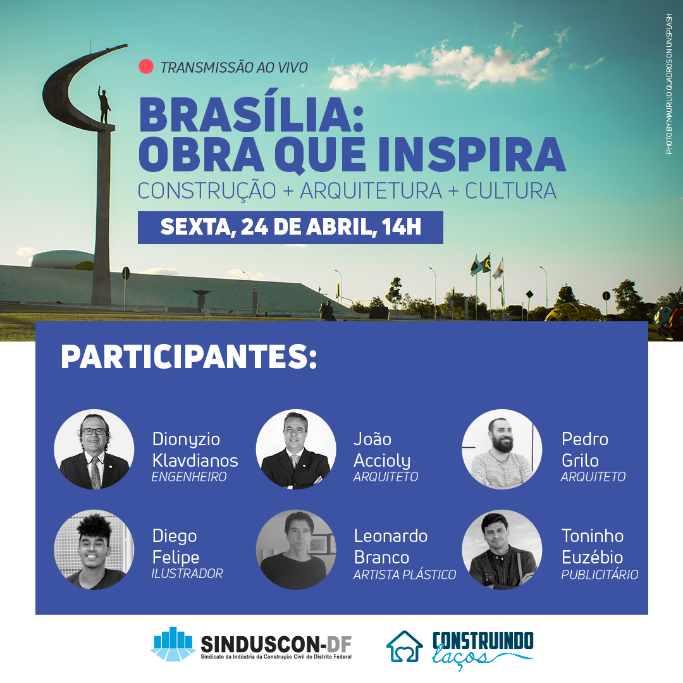 PHOTO BY MAURILIO QUADROS ON UNSPLASH
TRANSMISSÃO AO VIVO
BRASÍLIA:
OBRA QUE INSPIRA
CONSTRUÇÃO + ARQUITETURA + CULTURA
SEXTA, 24 DE ABRIL, 14H
PARTICIPANTES:
Dionyzio
Klavdianos
ENGENHEIRO
João
Accioly
ARQUITETO
Pedro
Grilo
ARQUITETO
Diego
Felipe
ILUSTRADOR
Leonardo
Branco
ARTISTA PLÁSTICO
Toninho
Euzébio
PUBLICITÁRIO
SINDUSCON-DF
Sindicato da Indústria da Construção Civil do Distrito Federal
CONSTRUINDO
laços